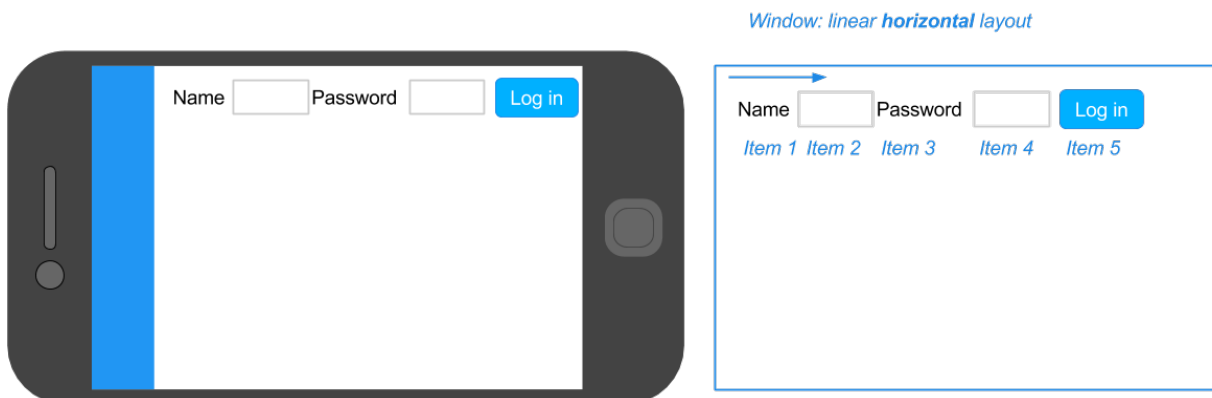 Window: linear horizontal layout
Name Password Log in
Name Password Log in
Item 1 Item 2 Item 3 Item 4 Item 5